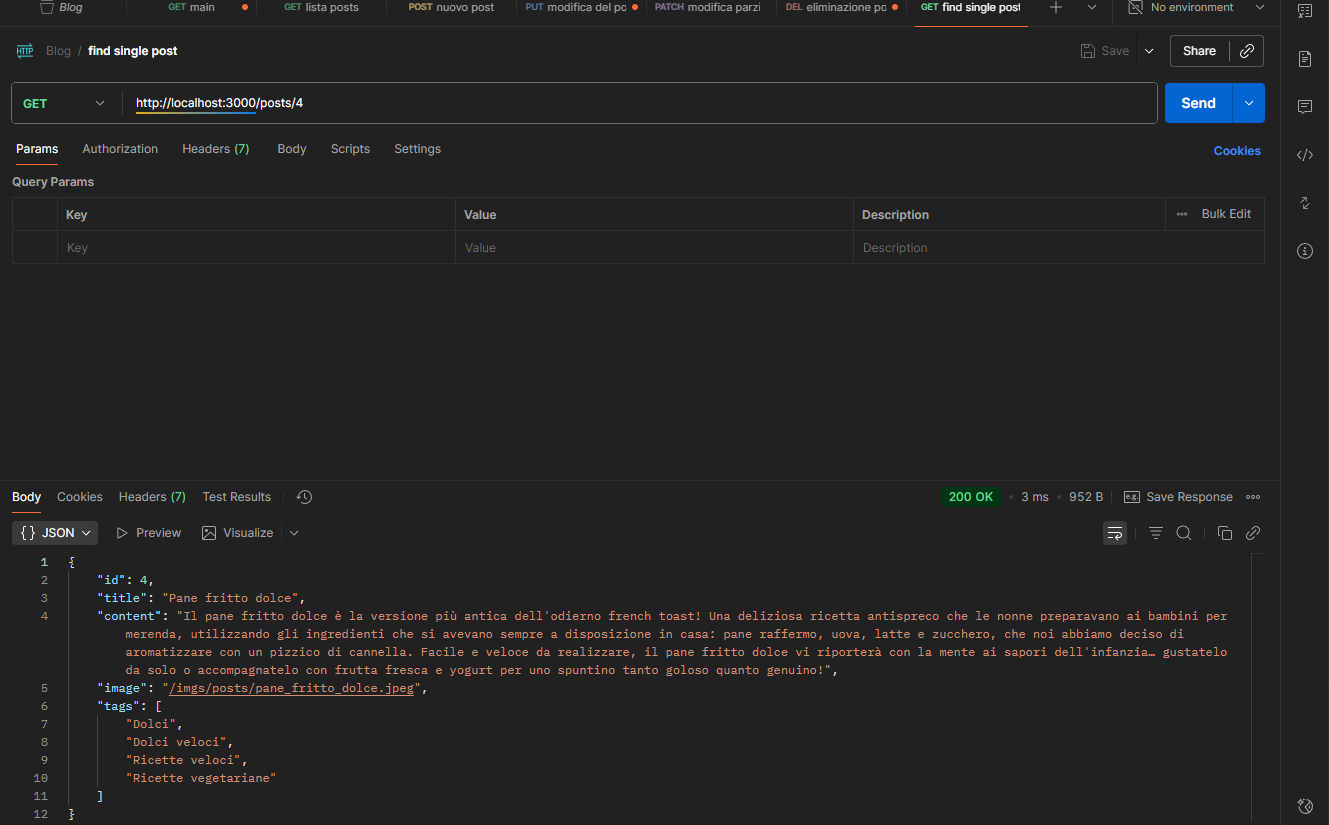 Blog
GET main
GET lista posts
POST nuovo post
PUT modifica del po
PATCH modifica parzi
DEL eliminazione po
GET find single post
No environment
HTTP Blog / find single post
Save
Share
GET
http://localhost:3000/posts/4
Send
Params Authorization Headers (7) Body Scripts Settings
Cookies
Query Params
Key Value Description
Bulk Edit
Key Value Description
Body Cookies Headers (7) Test Results
200 OK • 3 ms • 952 B
e.g. Save Response
{} JSON Preview Visualize
1 {
2 "id": 4,
3 "title": "Pane fritto dolce",
4 "content": "Il pane fritto dolce è la versione più antica dell'odierno french toast! Una deliziosa ricetta antispreco che le nonne preparavano ai bambini per
merenda, utilizzando gli ingredienti che si avevano sempre a disposizione in casa: pane raffermo, uova, latte e zucchero, che noi abbiamo deciso di
aromatizzare con un pizzico di cannella. Facile e veloce da realizzare, il pane fritto dolce vi riporterà con la mente ai sapori dell'infanzia… gustatelo
da solo o accompagnatelo con frutta fresca e yogurt per uno spuntino tanto goloso quanto genuino!",
5 "image": "/imgs/posts/pane_fritto_dolce.jpeg",
6 "tags": [
7 "Dolci",
8 "Dolci veloci",
9 "Ricette veloci",
10 "Ricette vegetariane"
11 ]
12 }